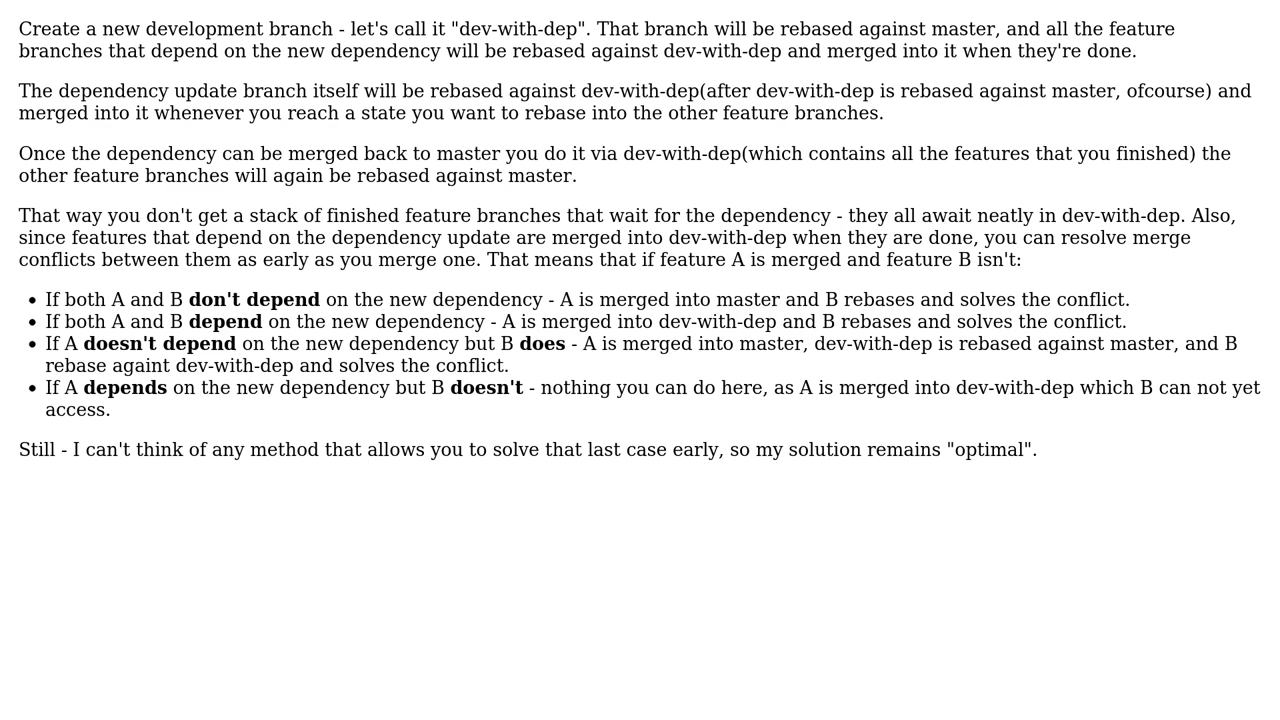 Create a new development branch - let's call it "dev-with-dep". That branch will be rebased against master, and all the feature
branches that depend on the new dependency will be rebased against dev-with-dep and merged into it when they're done.
The dependency update branch itself will be rebased against dev-with-dep(after dev-with-dep is rebased against master, ofcourse) and
merged into it whenever you reach a state you want to rebase into the other feature branches.
Once the dependency can be merged back to master you do it via dev-with-dep(which contains all the features that you finished) the
other feature branches will again be rebased against master.
That way you don't get a stack of finished feature branches that wait for the dependency - they all await neatly in dev-with-dep. Also,
since features that depend on the dependency update are merged into dev-with-dep when they are done, you can resolve merge
conflicts between them as early as you merge one. That means that if feature A is merged and feature B isn't:
• If both A and B don't depend on the new dependency - A is merged into master and B rebases and solves the conflict.
• If both A and B depend on the new dependency - A is merged into dev-with-dep and B rebases and solves the conflict.
• If A doesn't depend on the new dependency but B does - A is merged into master, dev-with-dep is rebased against master, and B
rebase againt dev-with-dep and solves the conflict.
• If A depends on the new dependency but B doesn't - nothing you can do here, as A is merged into dev-with-dep which B can not yet
access.
Still - I can't think of any method that allows you to solve that last case early, so my solution remains "optimal".